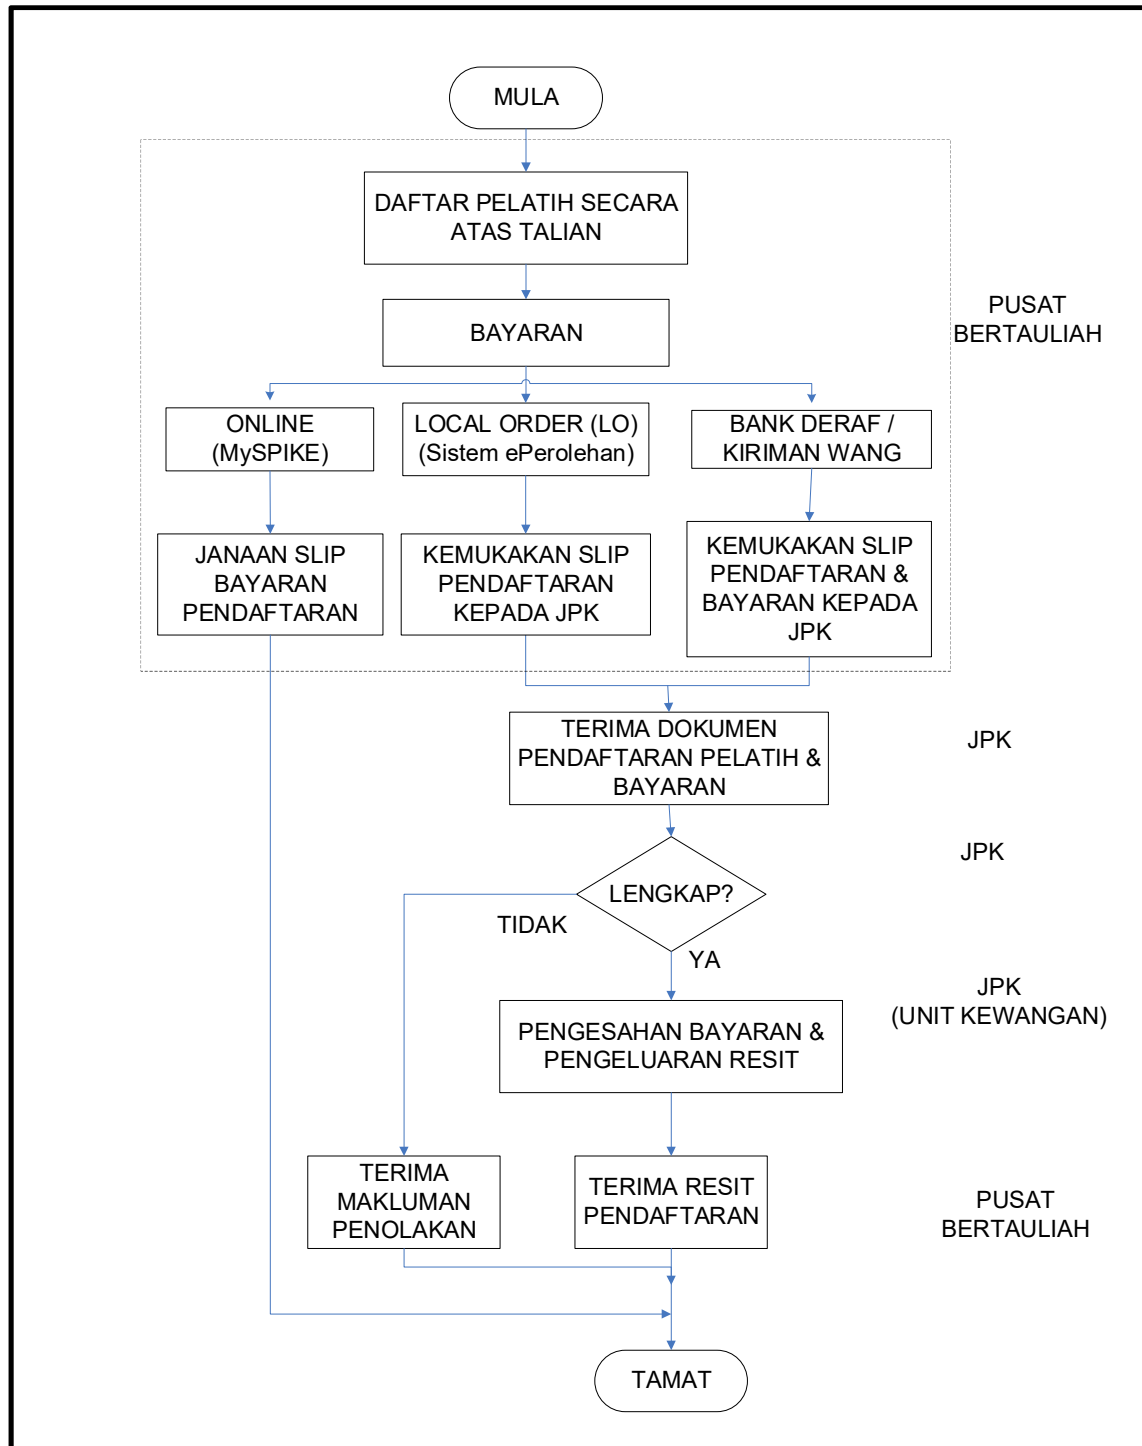 MULA
DAFTAR PELATIH SECARA
ATAS TALIAN
BAYARAN
PUSAT
BERTAULIAH
ONLINE
(MySPIKE)
LOCAL ORDER (LO)
(Sistem ePerolehan)
BANK DERAF /
KIRIMAN WANG
JANAAN SLIP
BAYARAN
PENDAFTARAN
KEMUKAKAN SLIP
PENDAFTARAN
KEPADA JPK
KEMUKAKAN SLIP
PENDAFTARAN &
BAYARAN KEPADA
JPK
TERIMA DOKUMEN
PENDAFTARAN PELATIH &
BAYARAN
JPK
LENGKAP?
JPK
TIDAK
YA
PENGESAHAN BAYARAN &
PENGELUARAN RESIT
JPK
(UNIT KEWANGAN)
TERIMA
MAKLUMAN
PENOLAKAN
TERIMA RESIT
PENDAFTARAN
PUSAT
BERTAULIAH
TAMAT